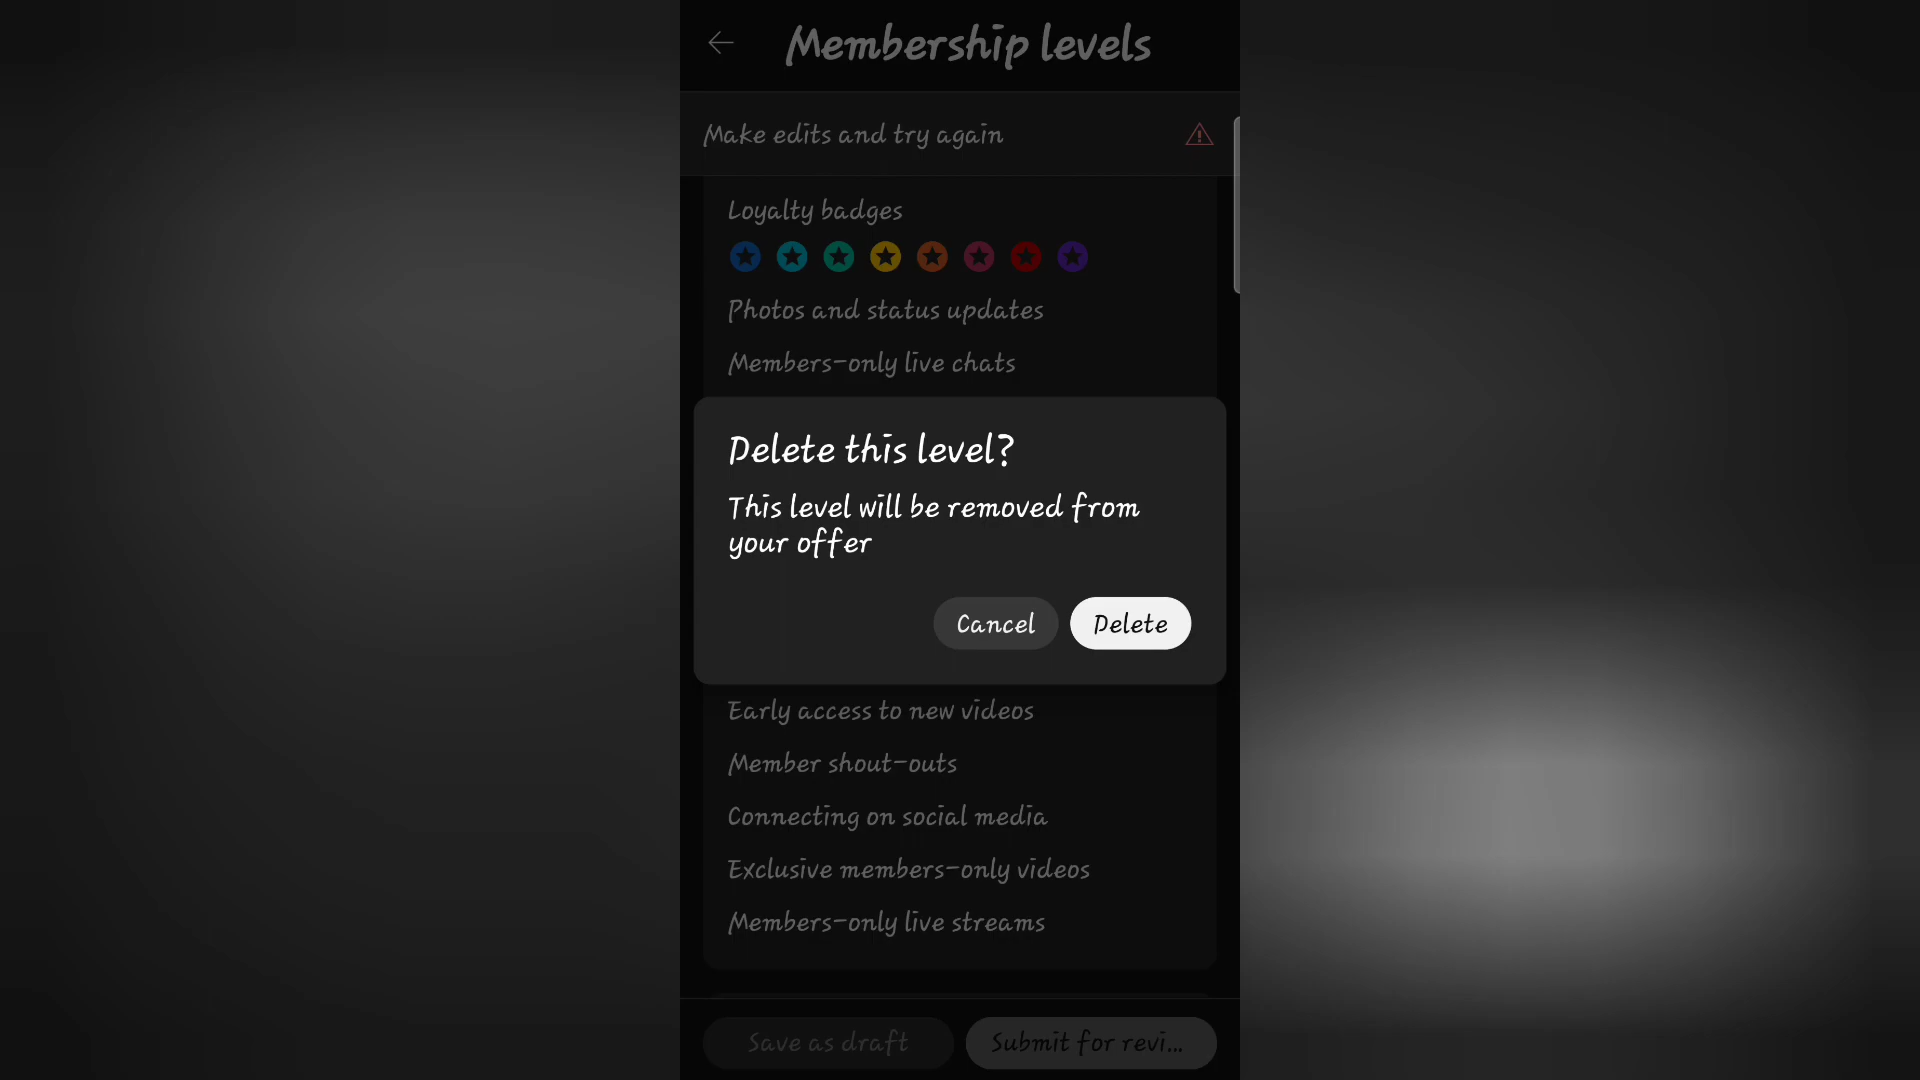 Membership levels
Make edits and try again
Loyalty badges
Photos and status updates
Members-only live chats
Delete this level?
This level will be removed from
your offer
Cancel Delete
Early access to new videos
Member shout-outs
Connecting on social media
Exclusive members-only videos
Members-only live streams
Save as draft Submit for revi...